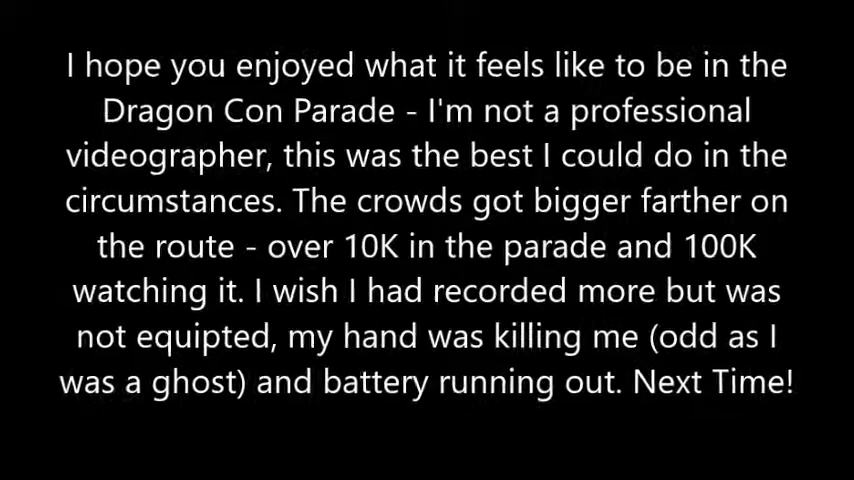 I hope you enjoyed what it feels like to be in the
Dragon Con Parade - I'm not a professional
videographer, this was the best I could do in the
circumstances. The crowds got bigger farther on
the route - over 10K in the parade and 100K
watching it. I wish I had recorded more but was
not equipted, my hand was killing me (odd as I
was a ghost) and battery running out. Next Time!